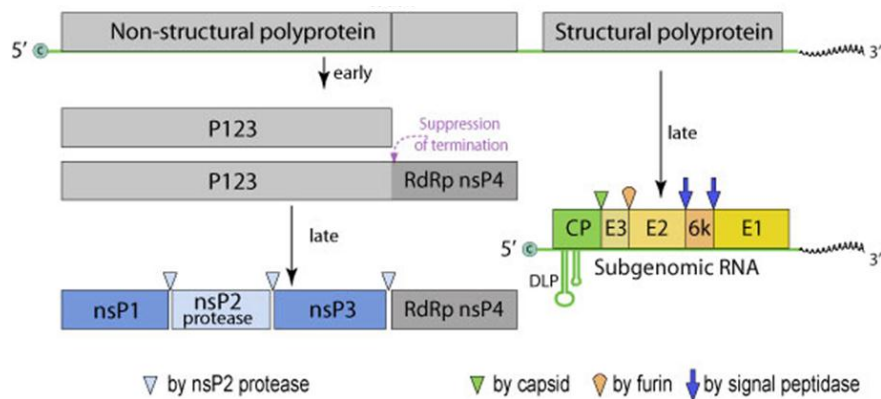 Non-structural polyprotein
Structural polyprotein
5’ c
3’
early
P123
Suppression
of termination
late
P123
RdRp nsP4
late
CP E3 E2 6k E1
5’ c
3’
DLP
Subgenomic RNA
nsP1
nsP2
protease
nsP3
RdRp nsP4
by nsP2 protease
by capsid
by furin
by signal peptidase